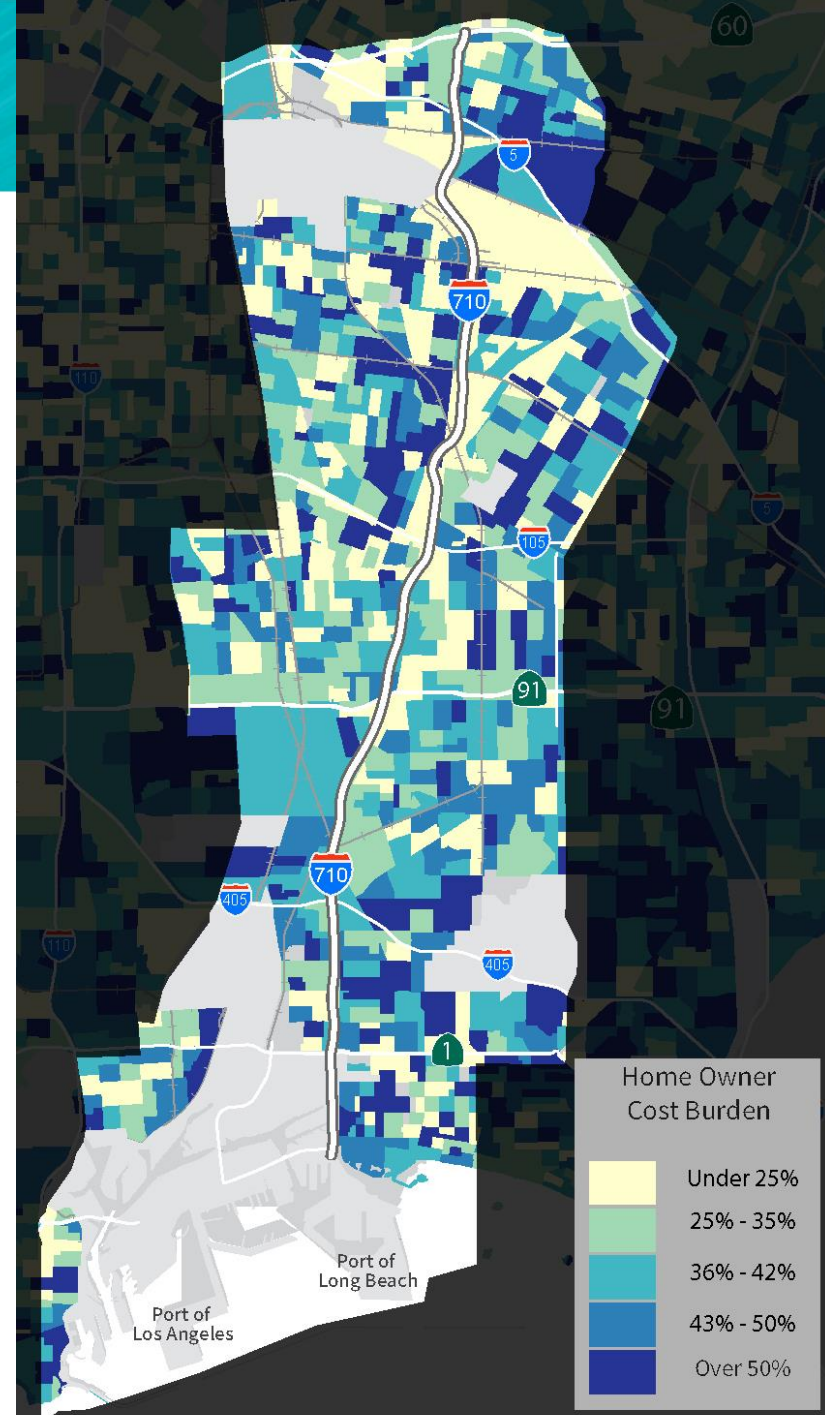 60
5
710
110
5
105
91
91
710
405
110
405
1
Home Owner
Cost Burden
Under 25%
25% - 35%
36% - 42%
43% - 50%
Over 50%
Port of
Long Beach
Port of
Los Angeles